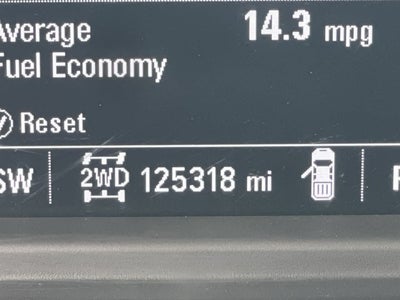 Average 14.3 mpg
Fuel Economy
Reset
SW 2WD 125318 mi